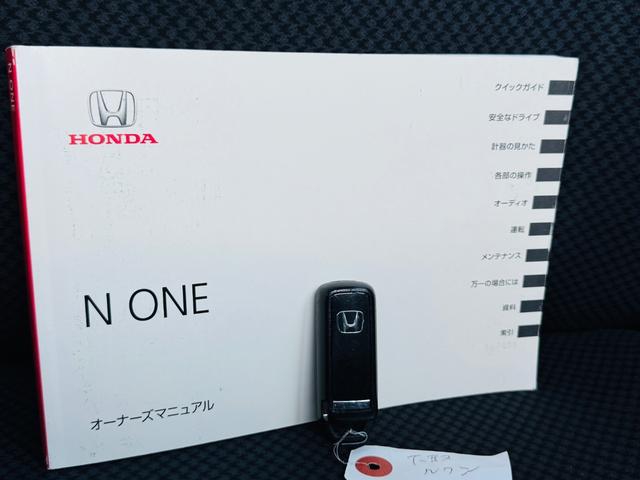 N ONE
HONDA
クイックガイド
安全なドライブ
計器の見かた
各部の操作
オーディオ
運転
メンテナンス
万一の場合には
資料
索引
N ONE
オーナーズマニュアル